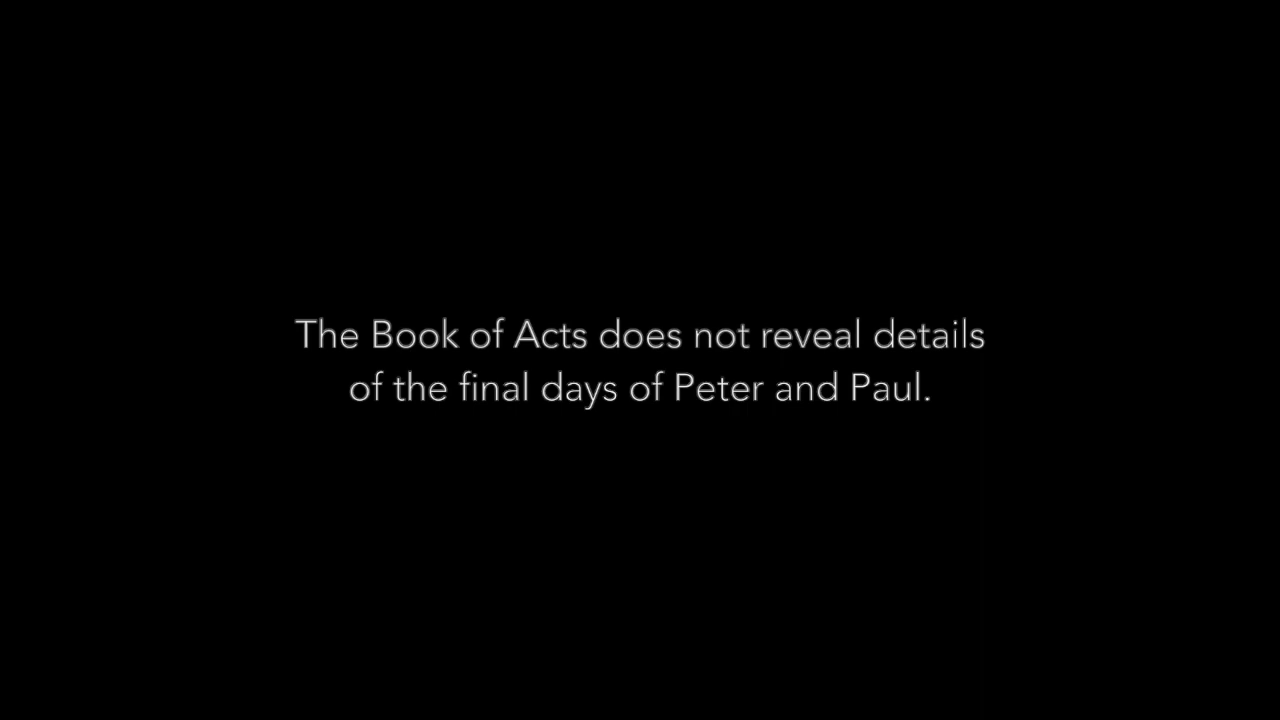 The Book of Acts does not reveal details
of the final days of Peter and Paul.